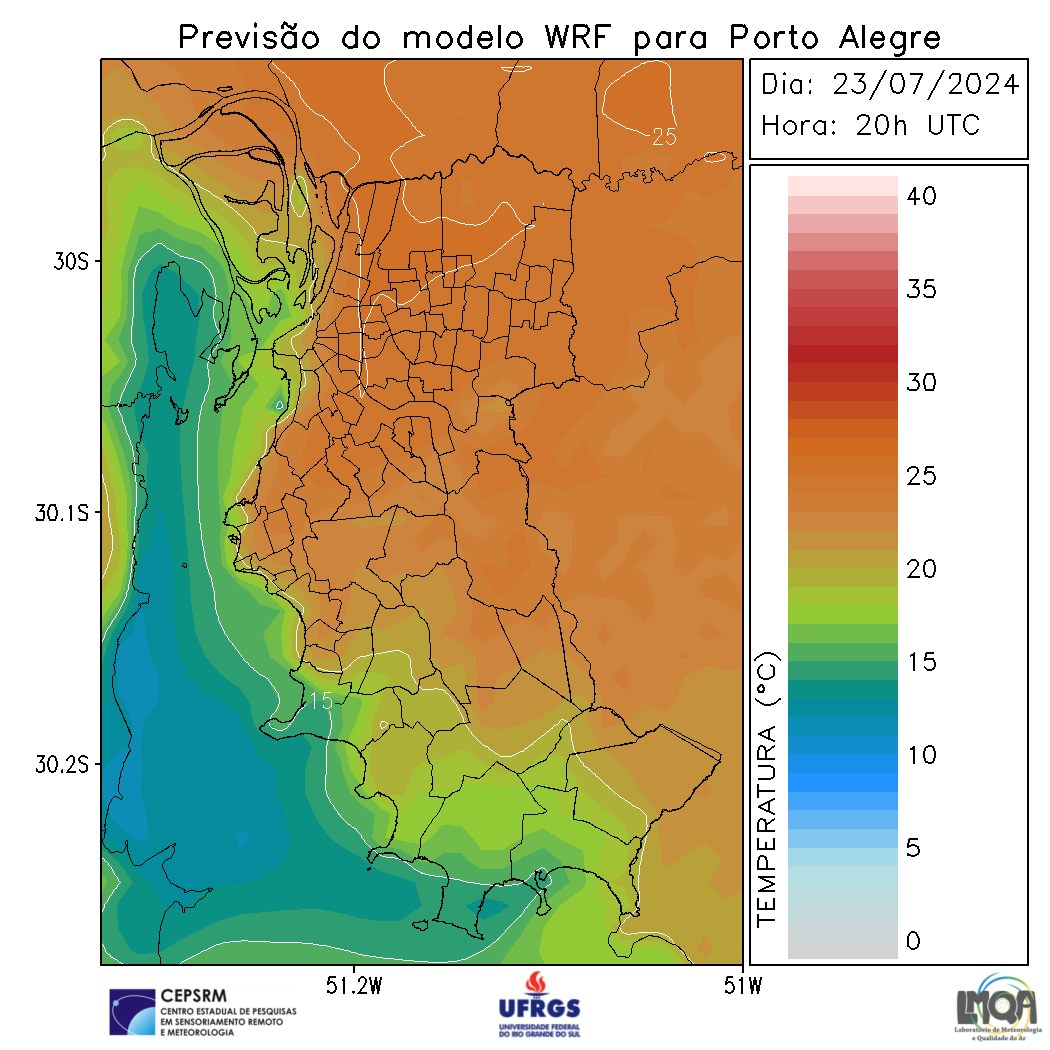 Previsão do modelo WRF para Porto Alegre
Dia: 23/07/2024
Hora: 20h UTC
25
15
30S
30.1S
30.2S
51.2W
51W
TEMPERATURA (°C)
40
35
30
25
20
15
10
5
0
CEPSRM
CENTRO ESTADUAL DE PESQUISAS
EM SENSORIAMENTO REMOTO
E METEOROLOGIA
UFRGS
UNIVERSIDADE FEDERAL
DO RIO GRANDE DO SUL
LMQA
Laboratório de Meteorologia
e Qualidade do Ar